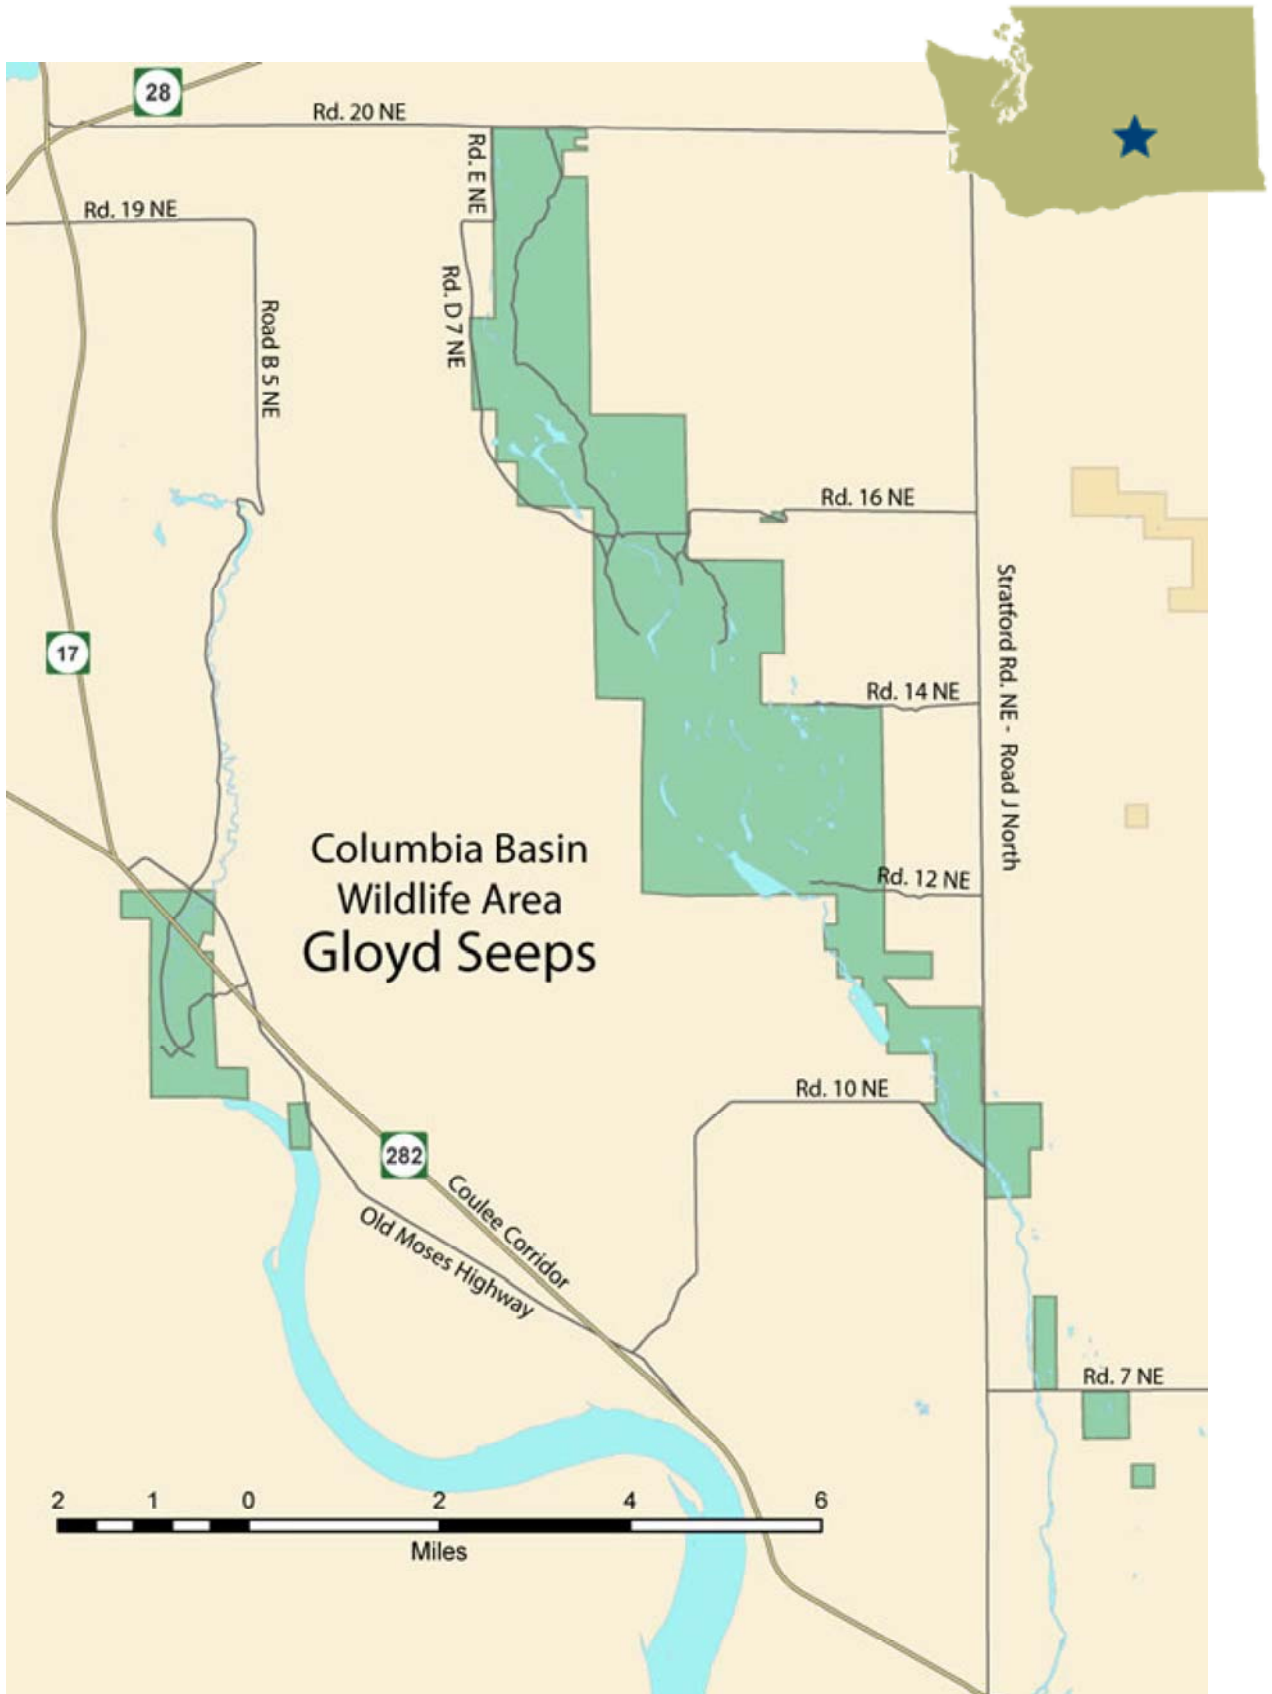 28
Rd. 20 NE
Rd. E NE
Rd. 19 NE
Rd. D 7 NE
Road B 5 NE
Rd. 16 NE
Stratford Rd. NE - Road J North
17
Rd. 14 NE
Columbia Basin
Wildlife Area
Gloyd Seeps
Rd. 12 NE
Rd. 10 NE
282
Coulee Corridor
Old Moses Highway
Rd. 7 NE
2 1 0 2 4 6
Miles